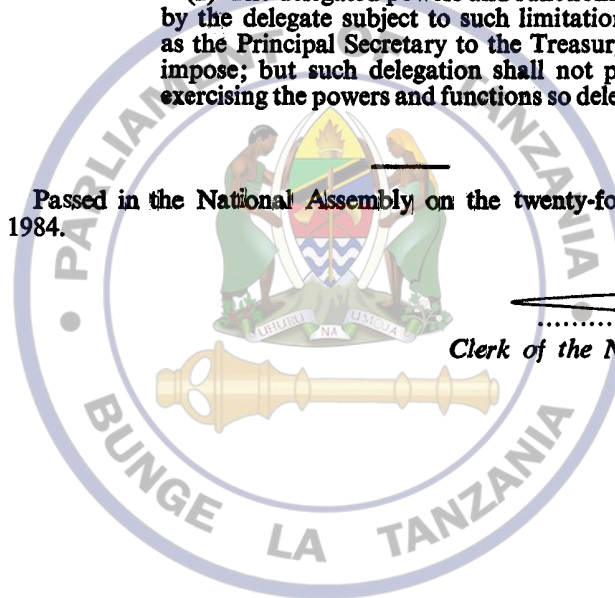 by the delegate subject to such limitation
as the Principal Secretary to the Treasur
impose; but such delegation shall not p
exercising the powers and functions so dele
Passed in the National Assembly on the twenty-fo
1984.
Clerk of the N
PARLIAMENT OF TANZANIA
UHURU NA UMOJA
BUNGE LA TANZANIA